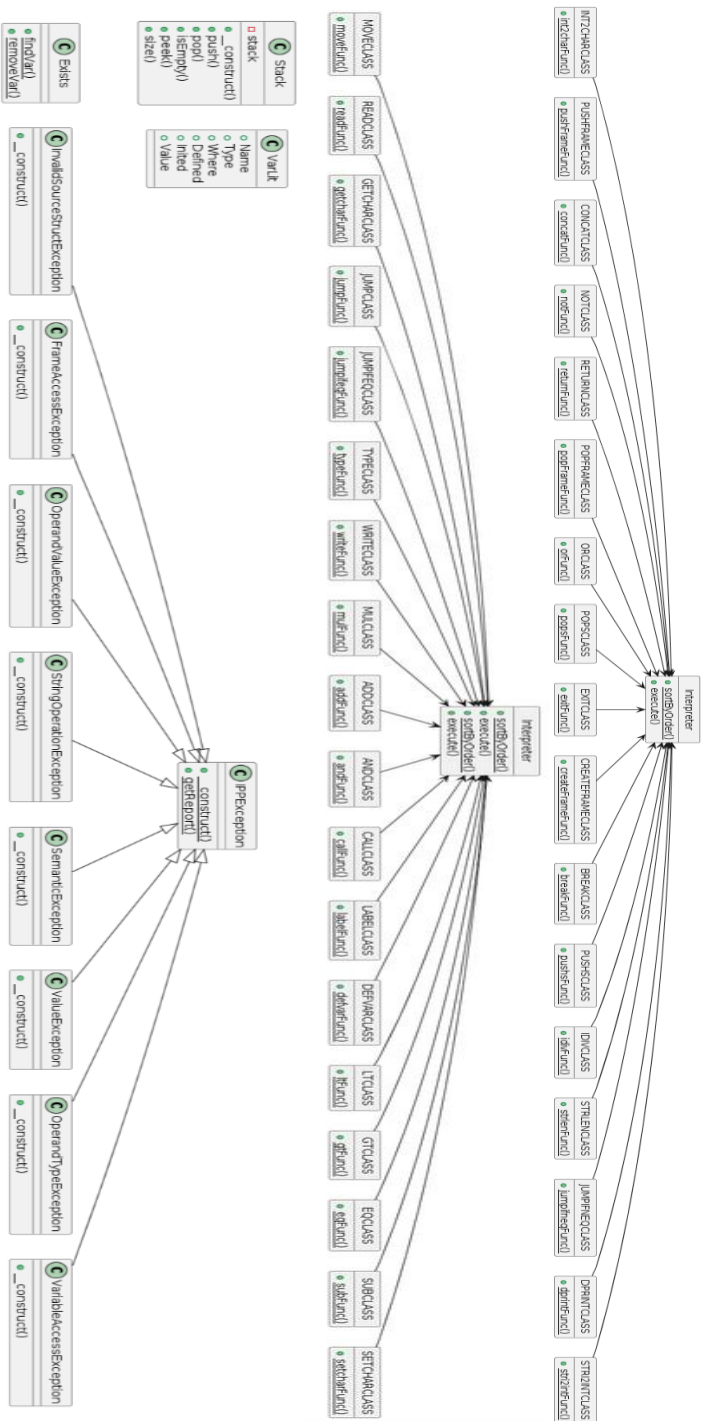 Interpreter
sortByOrder()
execute()
INT2CHARCLASS
int2charFunc()
PUSHFRAMECLASS
pushFrameFunc()
CONCATCLASS
concatFunc()
NOTCLASS
notFunc()
RETURNCLASS
returnFunc()
POPFRAMECLASS
popFrameFunc()
ORCLASS
orFunc()
POPSCLASS
popsFunc()
EXITCLASS
exitFunc()
CREATEFRAMECLASS
createFrameFunc()
BREAKCLASS
breakFunc()
PUSHSCLASS
pushsFunc()
IDIVCLASS
idivFunc()
STRLENCLASS
strlenFunc()
JUMPIFNEQCLASS
jumpifneqFunc()
DPRINTCLASS
dprintFunc()
STRI2INTCLASS
stri2intFunc()
Interpreter
sortByOrder()
execute()
sortByOrder()
execute()
MOVECLASS
moveFunc()
READCLASS
readFunc()
GETCHARCLASS
getcharFunc()
JUMPCLASS
jumpFunc()
JUMPIFEQCLASS
jumpifeqFunc()
TYPECLASS
typeFunc()
WRITECLASS
writeFunc()
MULCLASS
mulFunc()
ADDCLASS
addFunc()
ANDCLASS
andFunc()
CALLCLASS
callFunc()
LABELCLASS
labelFunc()
DEFVARCLASS
defvarFunc()
LTCLASS
ltFunc()
GTCLASS
gtFunc()
EQCLASS
eqFunc()
SUBCLASS
subFunc()
SETCHARCLASS
setcharFunc()
C Stack
stack
__construct()
push()
pop()
isEmpty()
peek()
size()
C VarLit
Name
Type
Where
Defined
Inited
Value
C IPPException
__construct()
getReport()
C Exists
findVar()
removeVar()
C InvalidSourceStructException
__construct()
C FrameAccessException
__construct()
C OperandValueException
__construct()
C StringOperationException
__construct()
C SemanticException
__construct()
C ValueException
__construct()
C OperandTypeException
__construct()
C VariableAccessException
__construct()